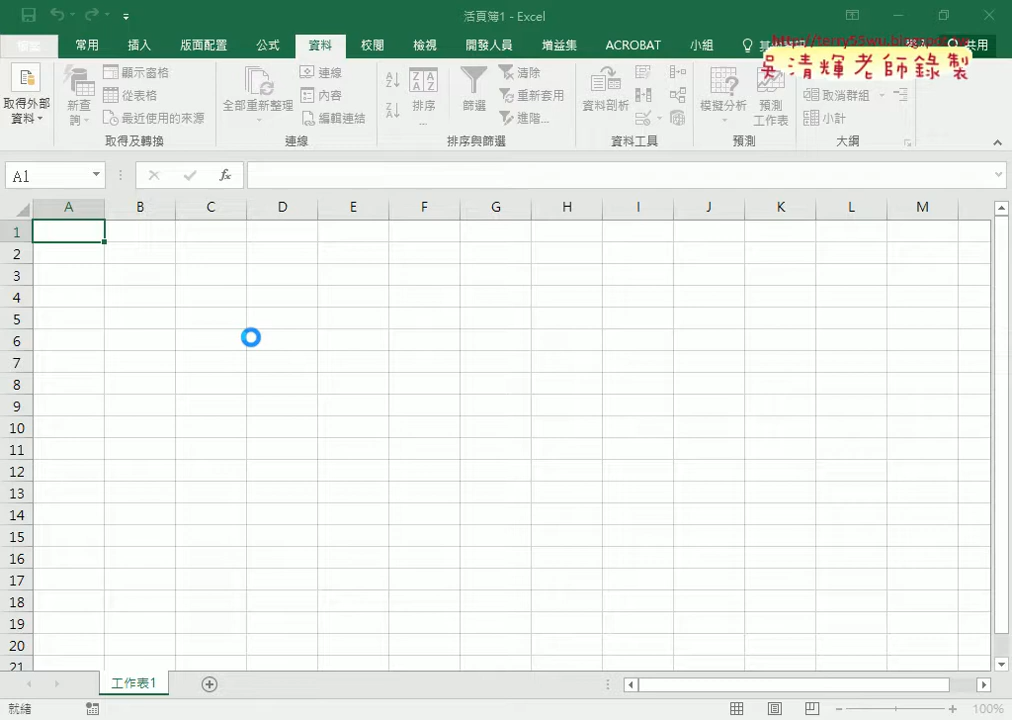 活頁簿1 - Excel
檔案 常用 插入 版面配置 公式 資料 校閱 檢視 開發人員 增益集 ACROBAT 小組 共用
吳清輝老師錄製
取得外部資料
新查詢
顯示窗格
從表格
最近使用的來源
取得及轉換
全部重新整理
連線
內容
編輯連結
連線
排序...
篩選
清除
重新套用
進階...
排序與篩選
資料剖析
資料工具
模擬分析
預測工作表
預測
取消群組
小計
大綱
A1
fx
A B C D E F G H I J K L M
1
2
3
4
5
6
7
8
9
10
11
12
13
14
15
16
17
18
19
20
21
工作表1
就緒
100%